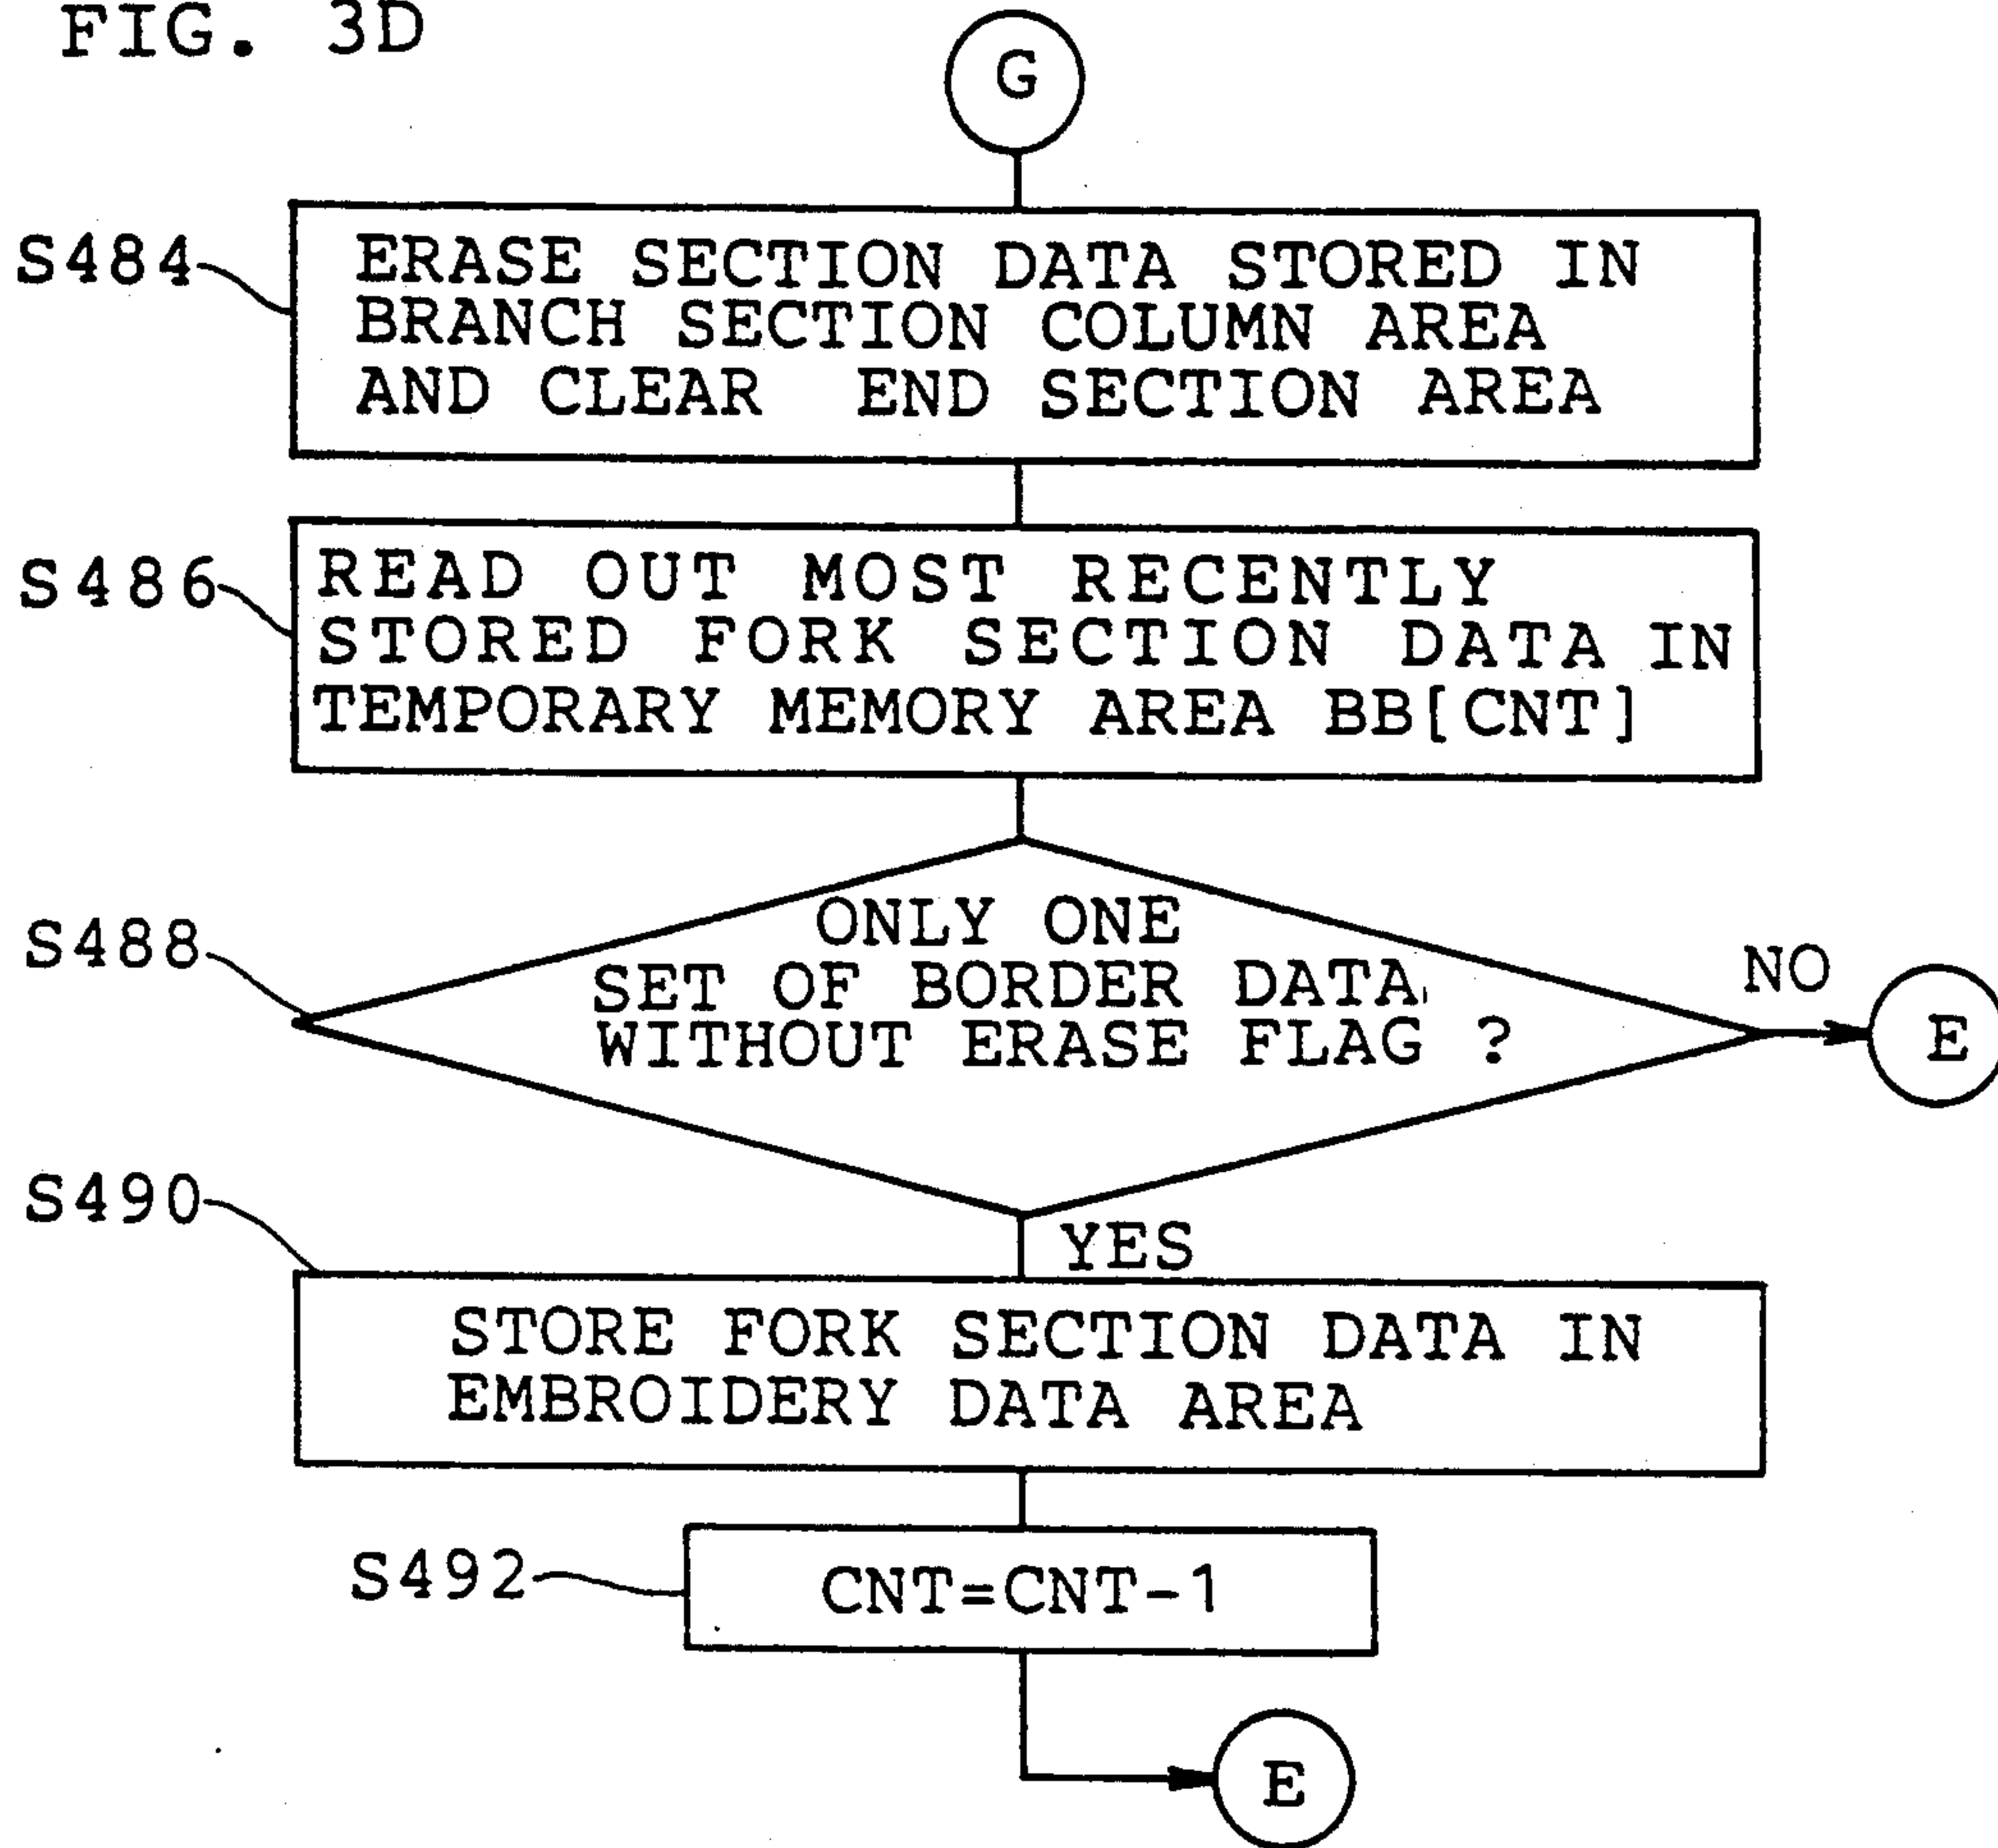 FIG. 3D
G
S484
ERASE SECTION DATA STORED IN
BRANCH SECTION COLUMN AREA
AND CLEAR END SECTION AREA
S486
READ OUT MOST RECENTLY
STORED FORK SECTION DATA IN
TEMPORARY MEMORY AREA BB[CNT]
S488
ONLY ONE
SET OF BORDER DATA
WITHOUT ERASE FLAG ?
NO
E
YES
S490
STORE FORK SECTION DATA IN
EMBROIDERY DATA AREA
S492
CNT=CNT-1
E